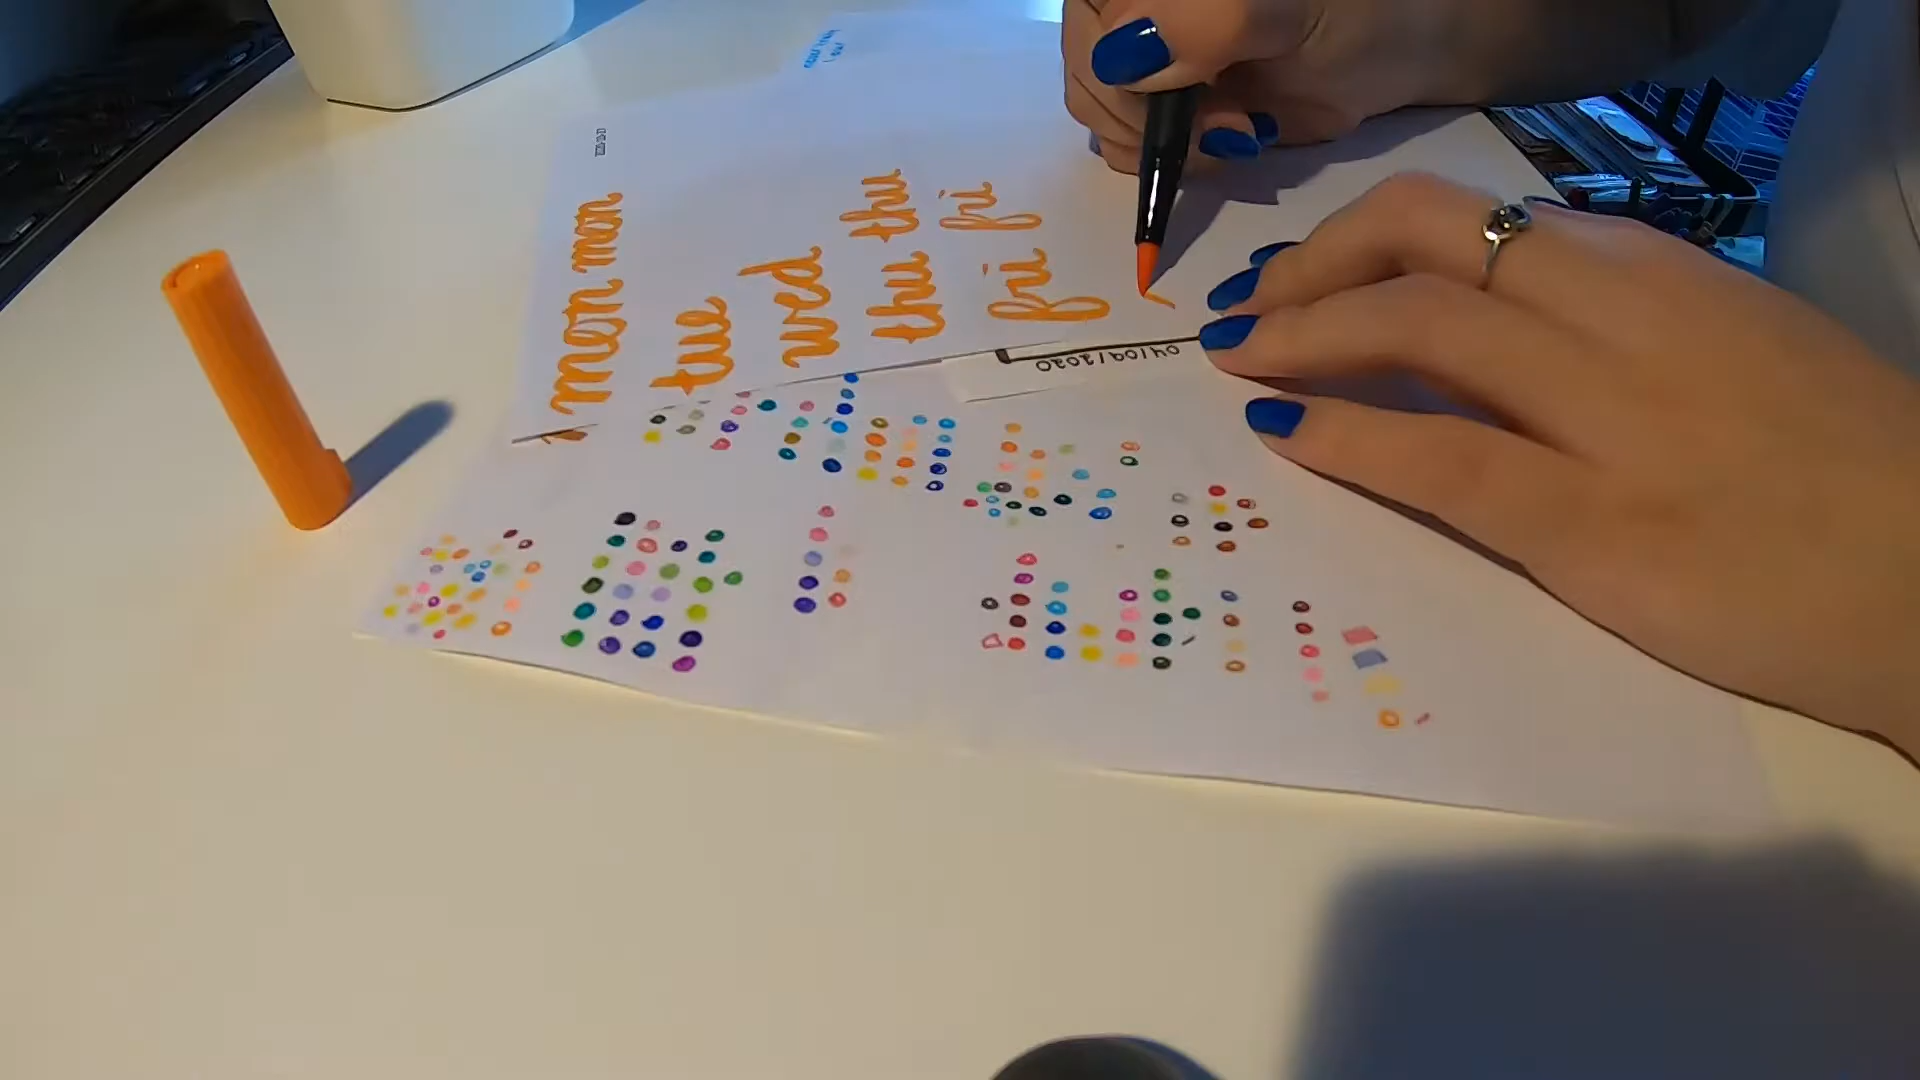 mon mon
tue
wed
thu thu
fri fri
04/09/2020